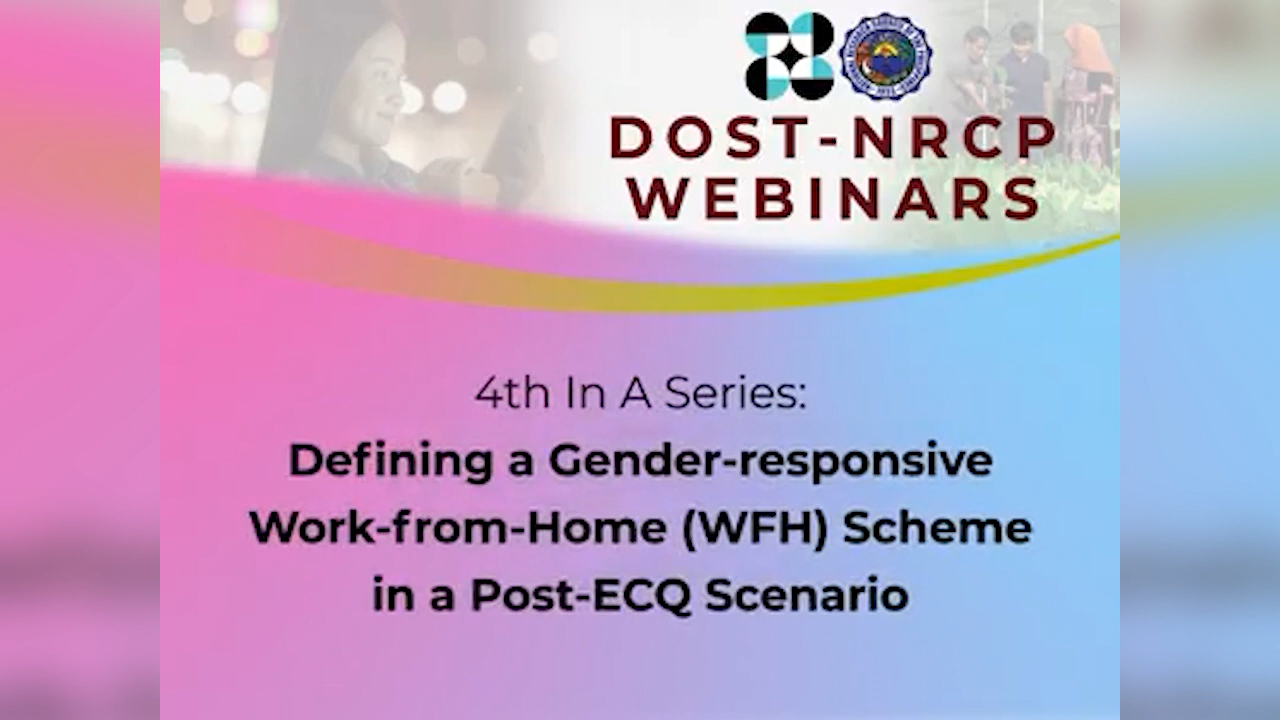 DOST-NRCP
WEBINARS
4th In A Series:
Defining a Gender-responsive
Work-from-Home (WFH) Scheme
in a Post-ECQ Scenario